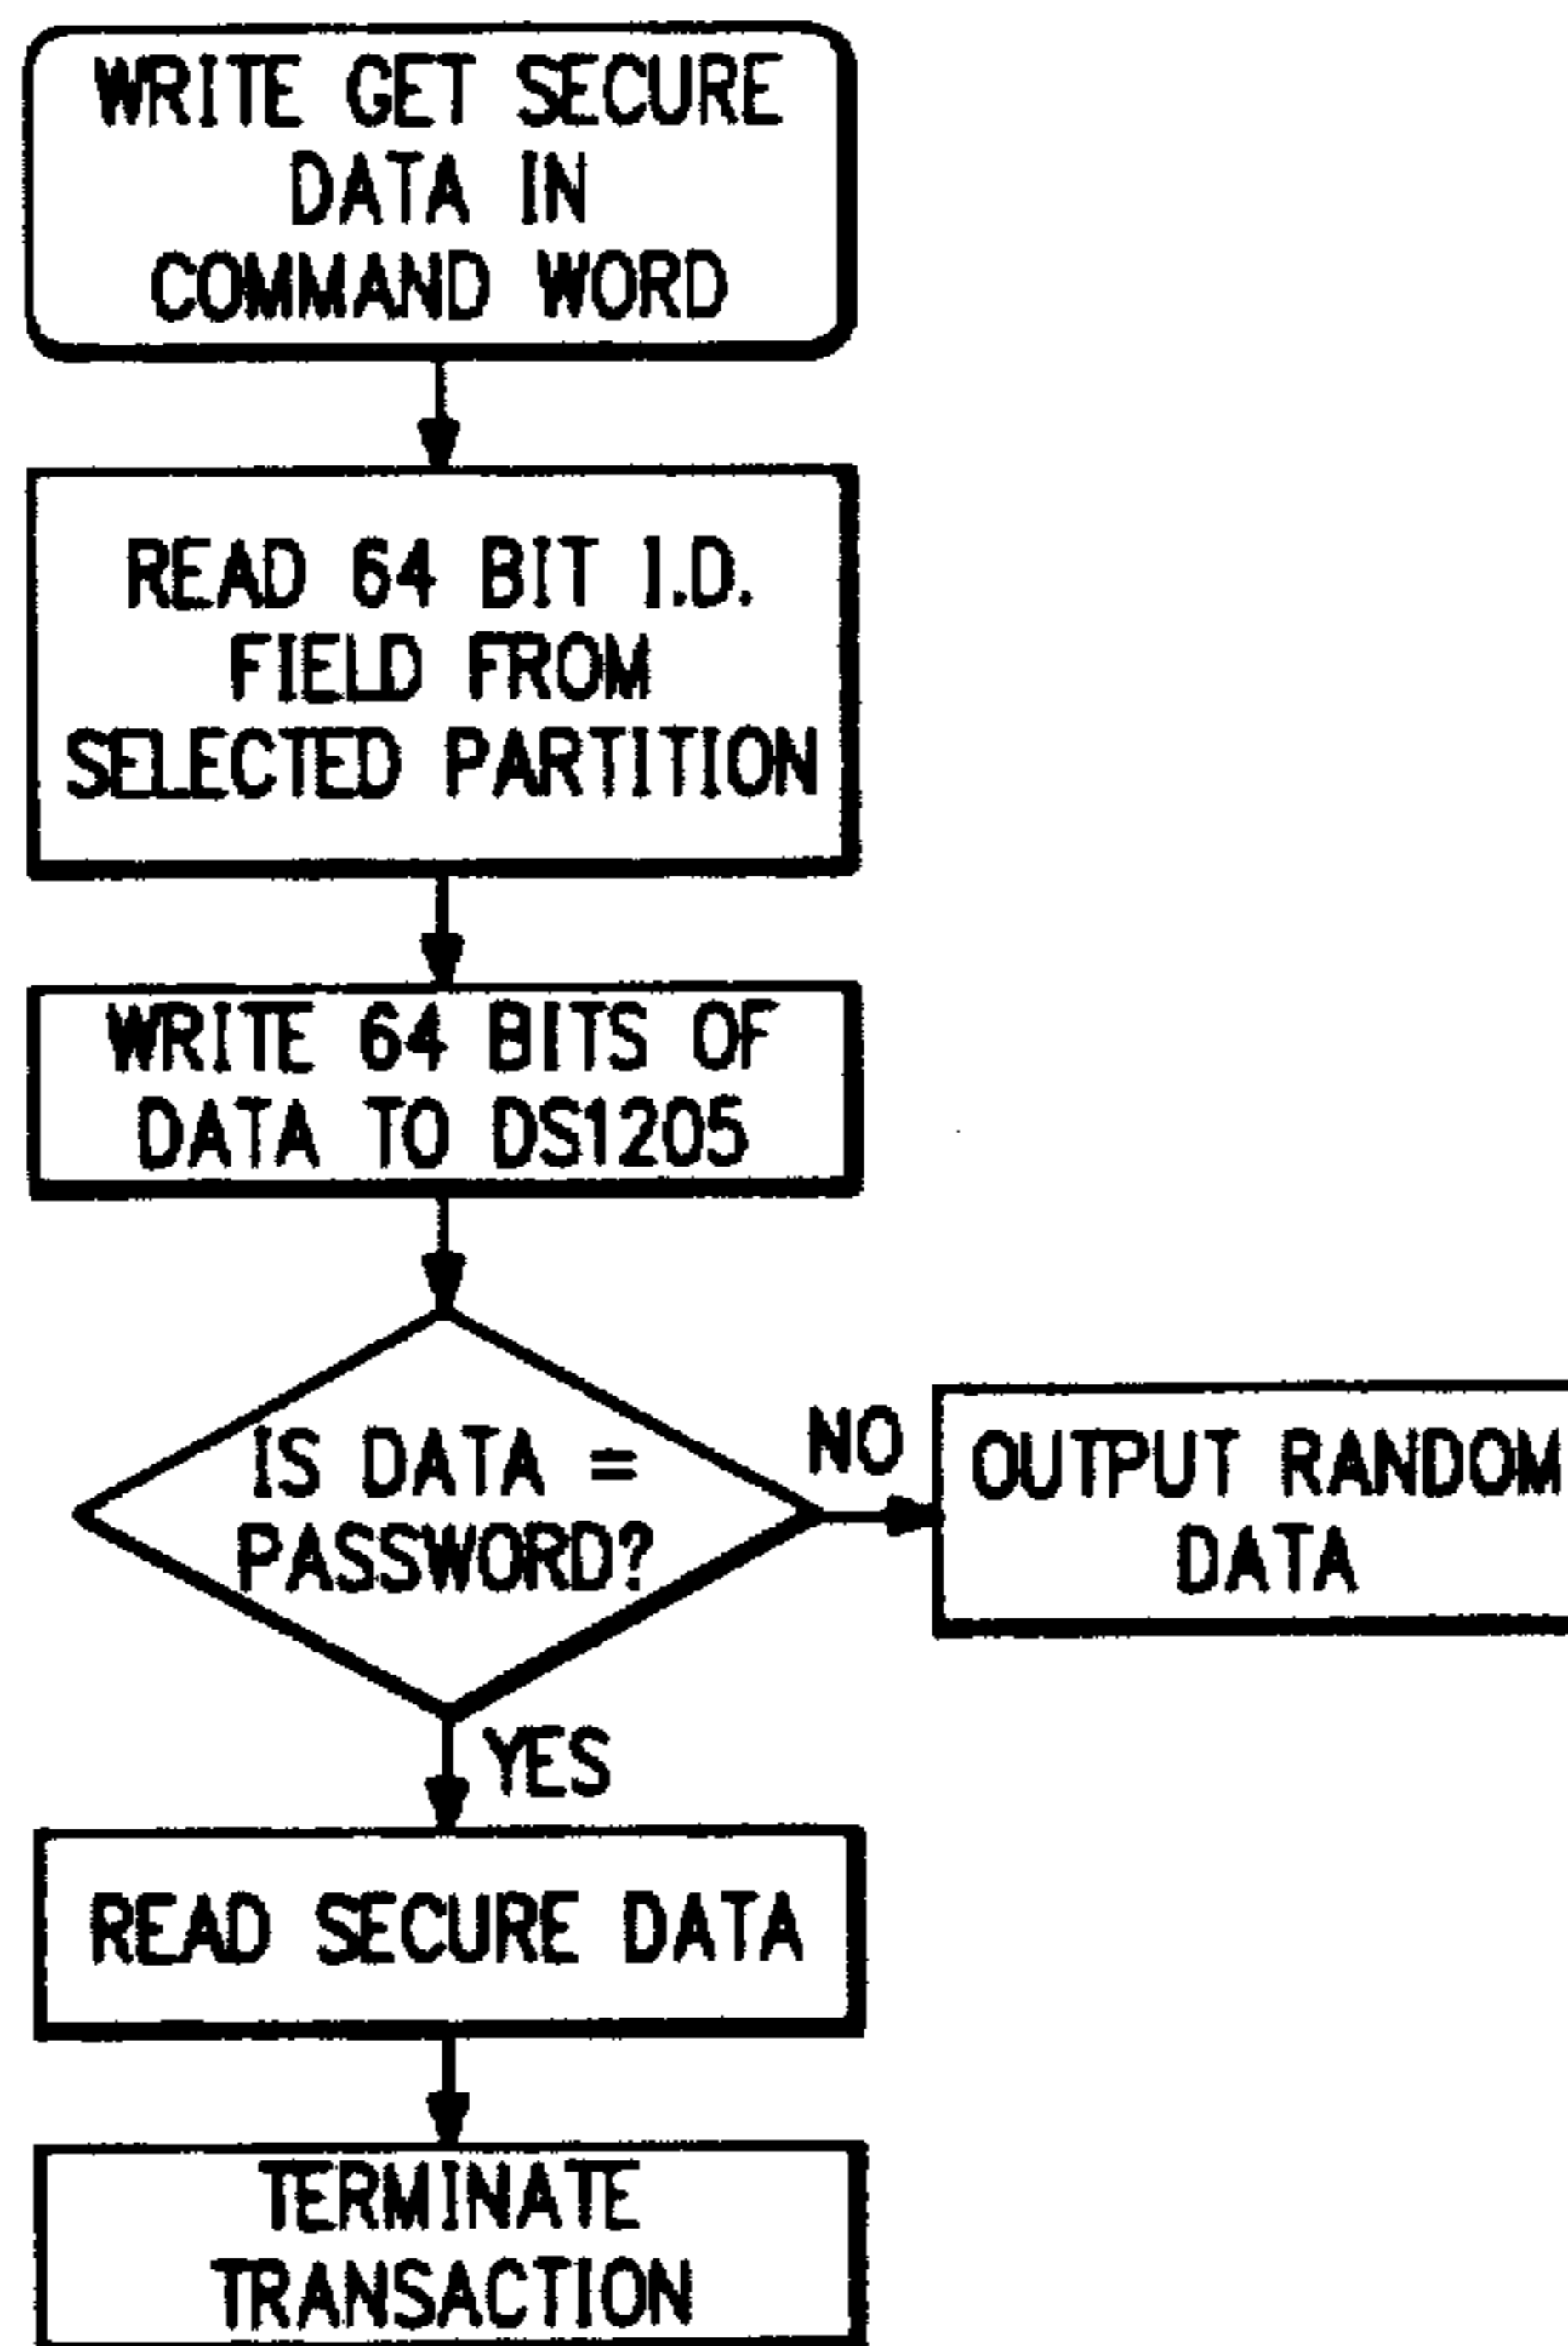 WRITE GET SECURE
DATA IN
COMMAND WORD
READ 64 BIT I.D.
FIELD FROM
SELECTED PARTITION
WRITE 64 BITS OF
DATA TO DS1205
IS DATA =
PASSWORD?
NO
OUTPUT RANDOM
DATA
YES
READ SECURE DATA
TERMINATE
TRANSACTION